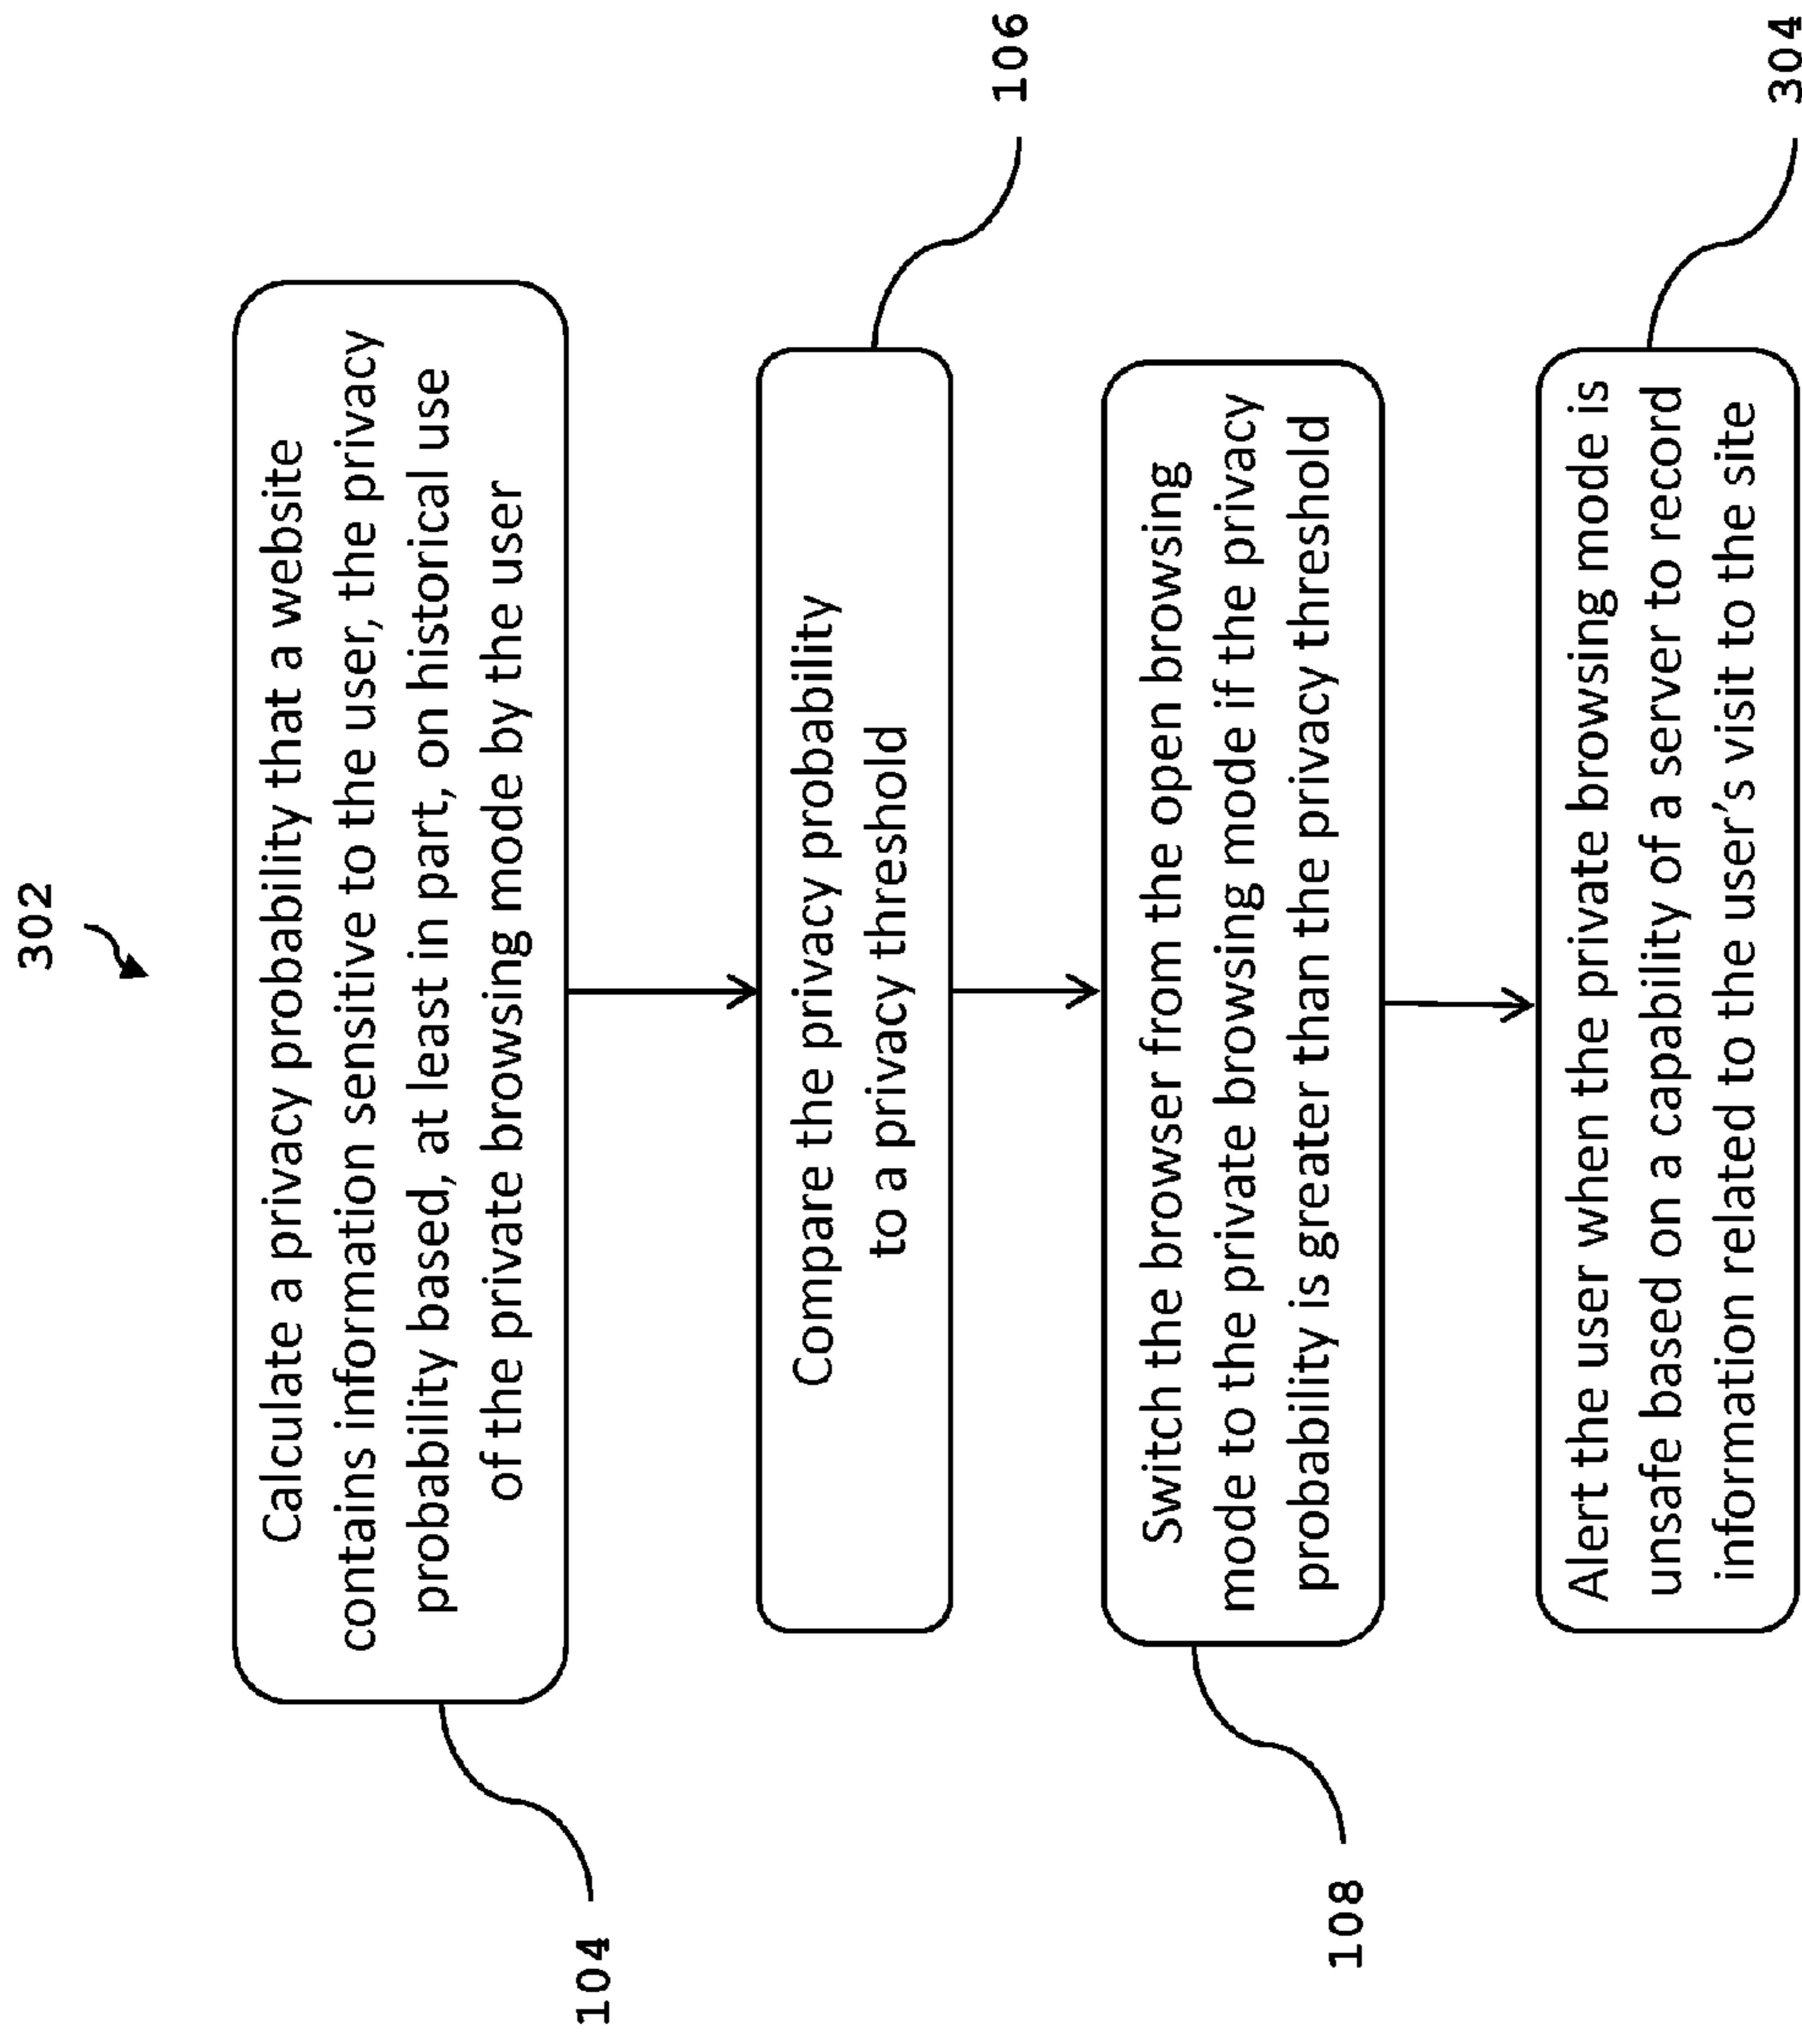 302
Calculate a privacy probability that a website
contains information sensitive to the user, the privacy
probability based, at least in part, on historical use
of the private browsing mode by the user
104
Compare the privacy probability
to a privacy threshold
106
Switch the browser from the open browsing
mode to the private browsing mode if the privacy
probability is greater than the privacy threshold
108
Alert the user when the private browsing mode is
unsafe based on a capability of a server to record
information related to the user's visit to the site
304